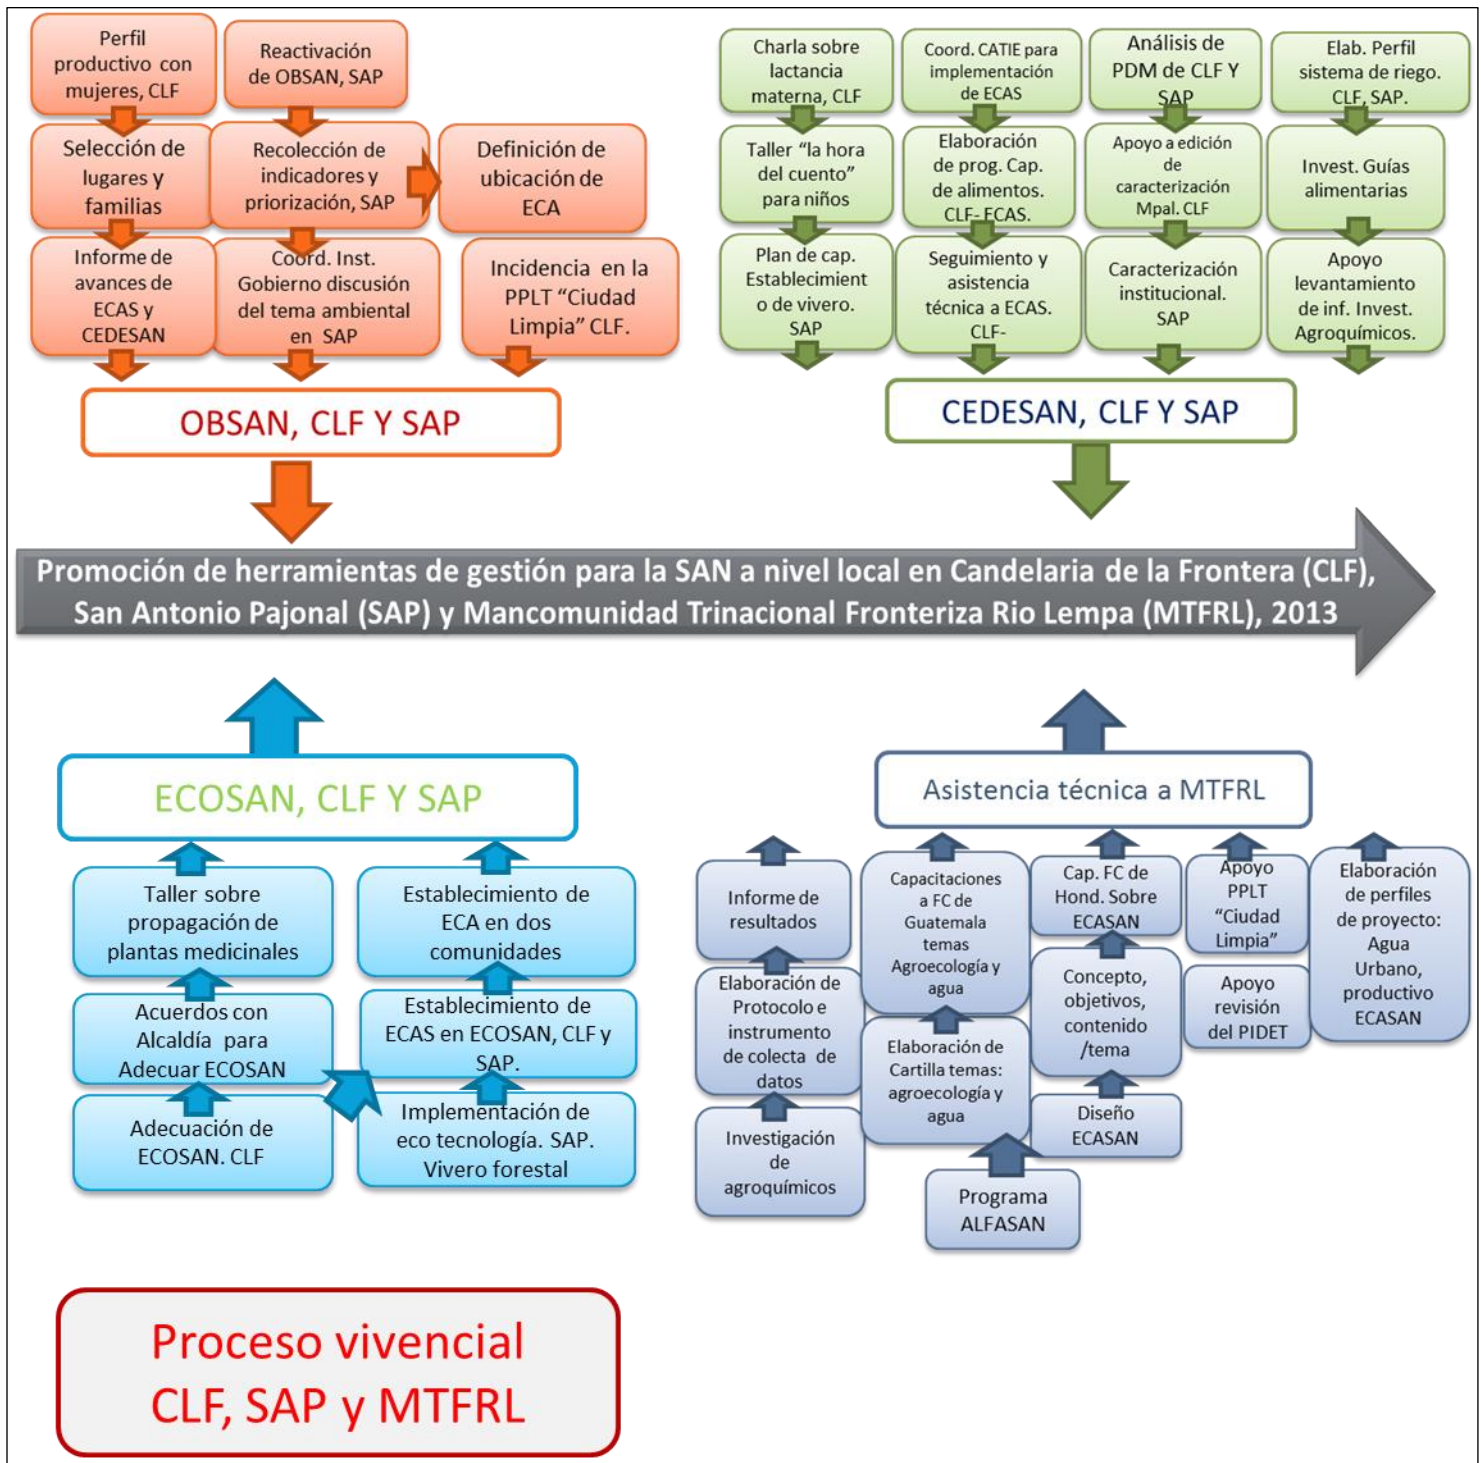 Perfil
productivo con
mujeres, CLF
Selección de
lugares y
familias
Informe de
avances de
ECAS y
CEDESAN
Reactivación
de OBSAN, SAP
Recolección de
indicadores y
priorización, SAP
Coord. Inst.
Gobierno discusión
del tema ambiental
en SAP
Definición de
ubicación de
ECA
Incidencia en la
PPLT “Ciudad
Limpia” CLF.
OBSAN, CLF Y SAP
Charla sobre
lactancia
materna, CLF
Taller “la hora
del cuento”
para niños
Plan de cap.
Establecimient
o de vivero.
SAP
Coord. CATIE para
implementación
de ECAS
Elaboración
de prog. Cap.
de alimentos.
CLF- ECAS.
Seguimiento y
asistencia
técnica a ECAS.
CLF-
Análisis de
PDM de CLF Y
SAP
Apoyo a edición
de
caracterización
Mpal. CLF
Caracterización
institucional.
SAP
Elab. Perfil
sistema de riego.
CLF, SAP.
Invest. Guías
alimentarias
Apoyo
levantamiento
de inf. Invest.
Agroquímicos.
CEDESAN, CLF Y SAP
Promoción de herramientas de gestión para la SAN a nivel local en Candelaria de la Frontera (CLF),
San Antonio Pajonal (SAP) y Mancomunidad Trinacional Fronteriza Rio Lempa (MTFRL), 2013
ECOSAN, CLF Y SAP
Taller sobre
propagación de
plantas medicinales
Acuerdos con
Alcaldía para
Adecuar ECOSAN
Adecuación de
ECOSAN. CLF
Establecimiento de
ECA en dos
comunidades
Establecimiento de
ECAS en ECOSAN, CLF y
SAP.
Implementación de
eco tecnología. SAP.
Vivero forestal
Asistencia técnica a MTFRL
Informe de
resultados
Elaboración de
Protocolo e
instrumento
de colecta de
datos
Investigación
de
agroquímicos
Capacitaciones
a FC de
Guatemala
temas
Agroecología y
agua
Elaboración de
Cartilla temas:
agroecología y
agua
Programa
ALFASAN
Cap. FC de
Hond. Sobre
ECASAN
Concepto,
objetivos,
contenido
/tema
Diseño
ECASAN
Apoyo
PPLT
“Ciudad
Limpia”
Apoyo
revisión
del PIDET
Elaboración
de perfiles
de proyecto:
Agua
Urbano,
productivo
ECASAN
Proceso vivencial
CLF, SAP y MTFRL